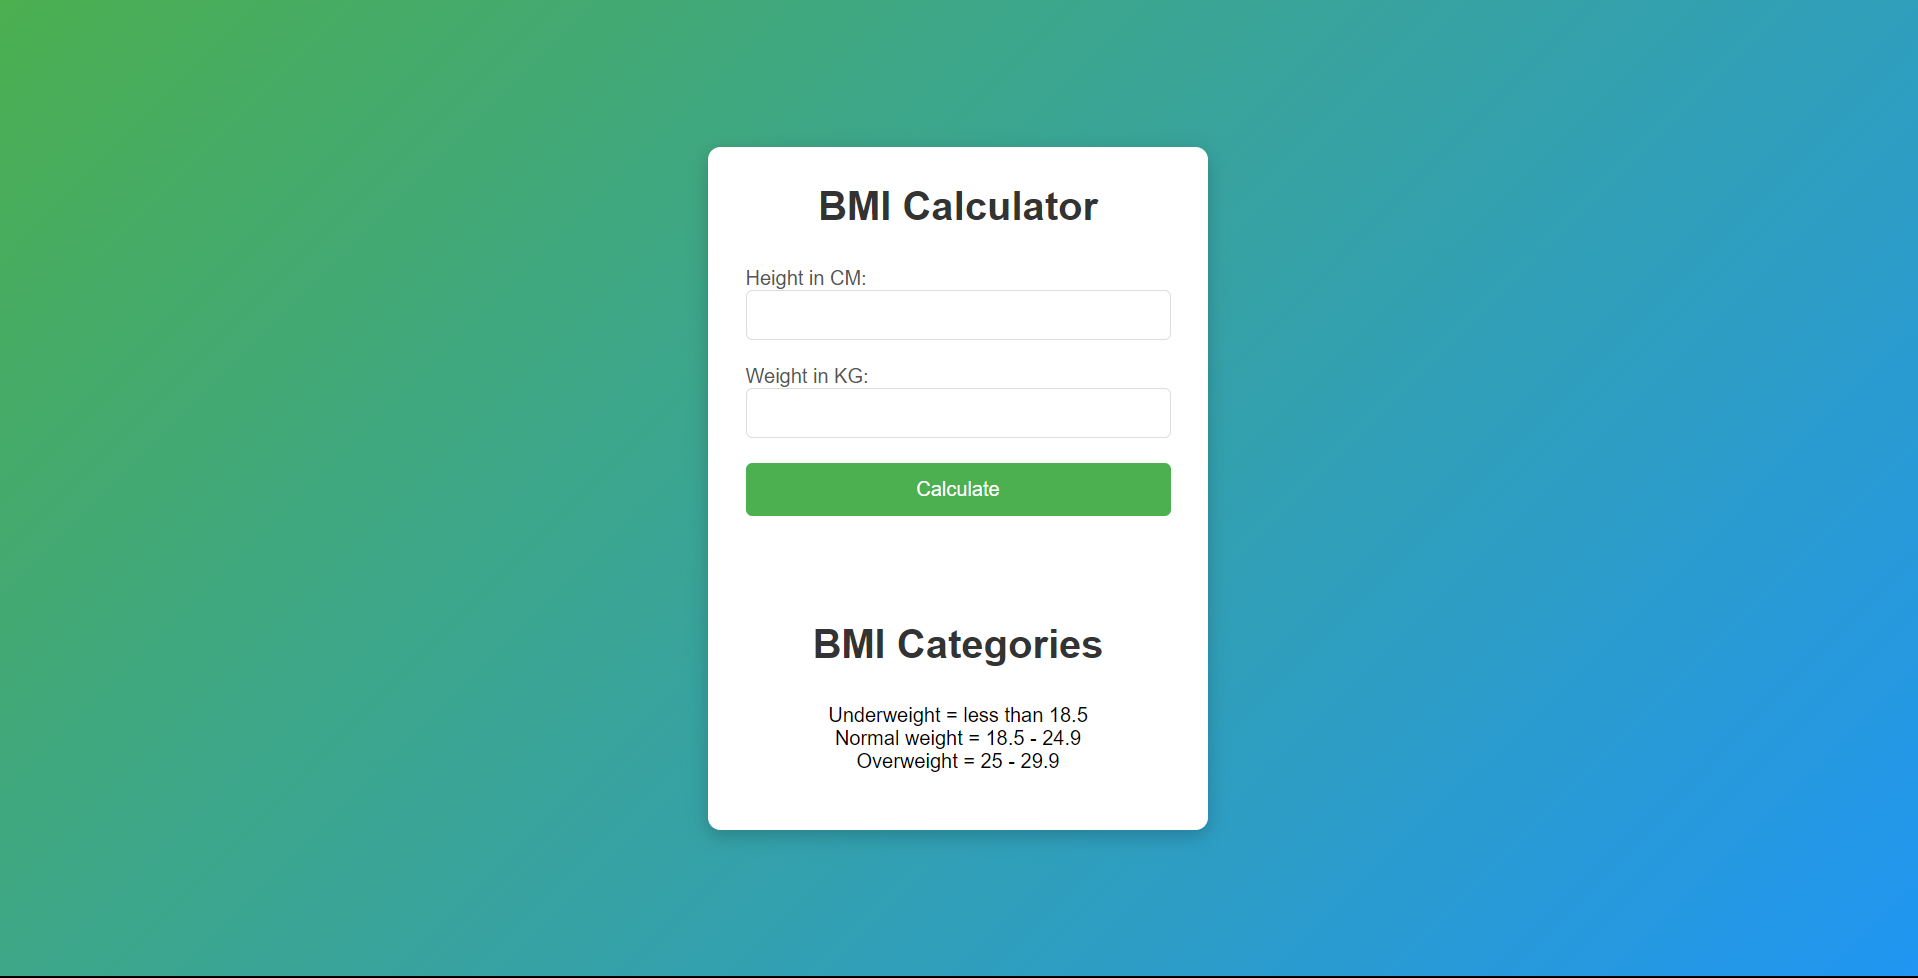 BMI Calculator
Height in CM:
Weight in KG:
Calculate
BMI Categories
Underweight = less than 18.5
Normal weight = 18.5 - 24.9
Overweight = 25 - 29.9